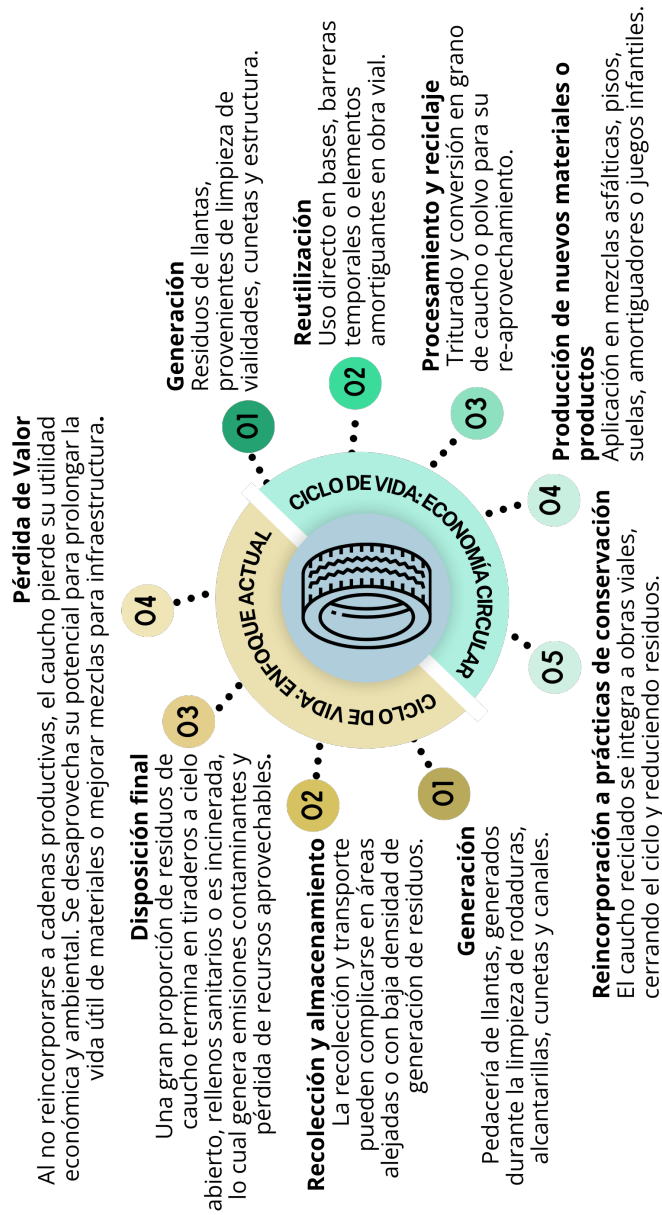 Pérdida de Valor
Al no reincorporarse a cadenas productivas, el caucho pierde su utilidad
económica y ambiental. Se desaprovecha su potencial para prolongar la
vida útil de materiales o mejorar mezclas para infraestructura.
04
Disposición final
Una gran proporción de residuos de
caucho termina en tiraderos a cielo
abierto, rellenos sanitarios o es incinerada,
lo cual genera emisiones contaminantes y
pérdida de recursos aprovechables.
03
Recolección y almacenamiento
La recolección y transporte
pueden complicarse en áreas
alejadas o con baja densidad de
generación de residuos.
02
Generación
Pedacería de llantas, generados
durante la limpieza de rodaduras,
alcantarillas, cunetas y canales.
01
CICLO DE VIDA: ENFOQUE ACTUAL
CICLO DE VIDA: ECONOMÍA CIRCULAR
01
Generación
Residuos de llantas,
provenientes de limpieza de
vialidades, cunetas y estructura.
02
Reutilización
Uso directo en bases, barreras
temporales o elementos
amortiguantes en obra vial.
03
Procesamiento y reciclaje
Triturado y conversión en grano
de caucho o polvo para su
re-aprovechamiento.
04
Producción de nuevos materiales o
productos
Aplicación en mezclas asfálticas, pisos,
suelas, amortiguadores o juegos infantiles.
05
Reincorporación a prácticas de conservación
El caucho reciclado se integra a obras viales,
cerrando el ciclo y reduciendo residuos.